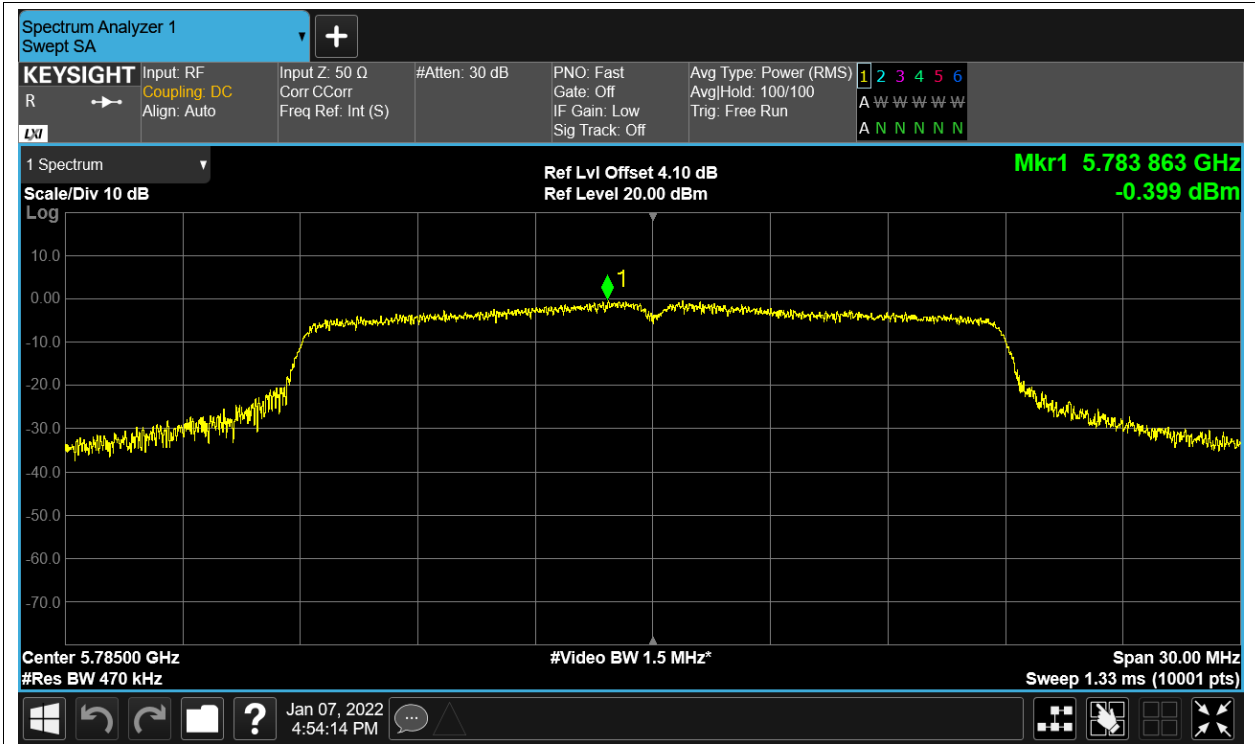 Spectrum Analyzer 1
Swept SA
KEYSIGHT
R
LXI
Input: RF
Coupling: DC
Align: Auto
Input Z: 50 Ω
Corr CCorr
Freq Ref: Int (S)
#Atten: 30 dB
PNO: Fast
Gate: Off
IF Gain: Low
Sig Track: Off
Avg Type: Power (RMS)
Avg|Hold: 100/100
Trig: Free Run
1 2 3 4 5 6
A W W W W W
A N N N N N
1 Spectrum
Scale/Div 10 dB
Log
Ref Lvl Offset 4.10 dB
Ref Level 20.00 dBm
Mkr1 5.783 863 GHz
-0.399 dBm
1
10.0
0.00
-10.0
-20.0
-30.0
-40.0
-50.0
-60.0
-70.0
Center 5.78500 GHz
#Res BW 470 kHz
#Video BW 1.5 MHz*
Span 30.00 MHz
Sweep 1.33 ms (10001 pts)
?
Jan 07, 2022
4:54:14 PM